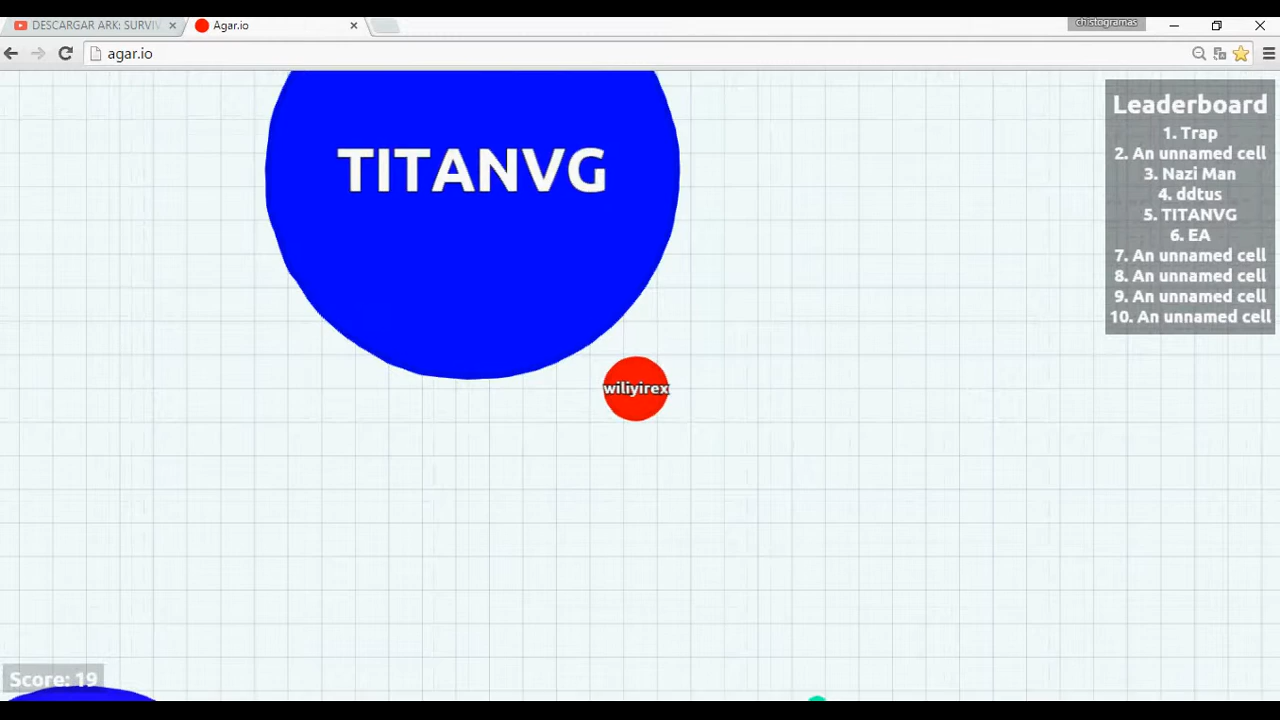 DESCARGAR ARK: SURVIV
Agar.io
chistogramas
agar.io
TITANVG
wiliyirex
Leaderboard
1. Trap
2. An unnamed cell
3. Nazi Man
4. ddtus
5. TITANVG
6. EA
7. An unnamed cell
8. An unnamed cell
9. An unnamed cell
10. An unnamed cell
Score: 19